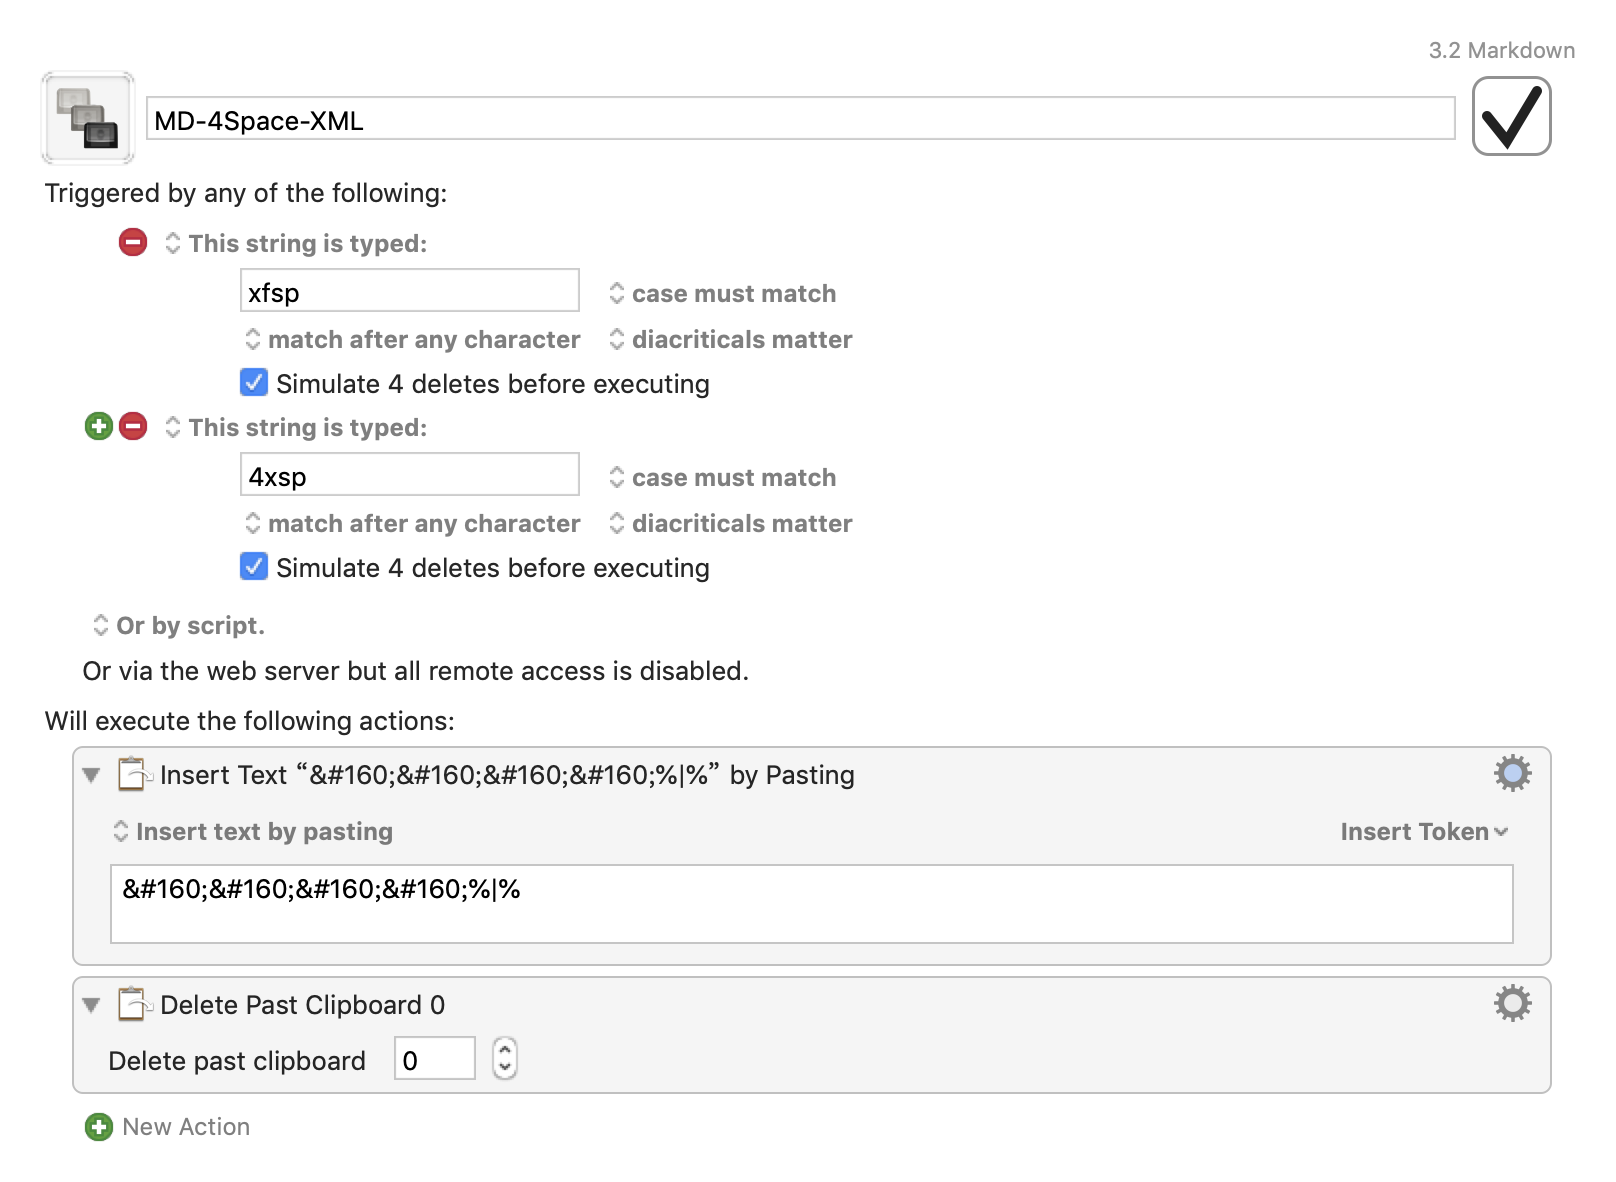 3.2 Markdown
MD-4Space-XML
Triggered by any of the following:
This string is typed:
xfsp
case must match
match after any character
diacriticals matter
Simulate 4 deletes before executing
This string is typed:
4xsp
case must match
match after any character
diacriticals matter
Simulate 4 deletes before executing
Or by script.
Or via the web server but all remote access is disabled.
Will execute the following actions:
Insert Text “&#160;&#160;&#160;&#160;%|%” by Pasting
Insert text by pasting
Insert Token
&#160;&#160;&#160;&#160;%|%
Delete Past Clipboard 0
Delete past clipboard 0
New Action